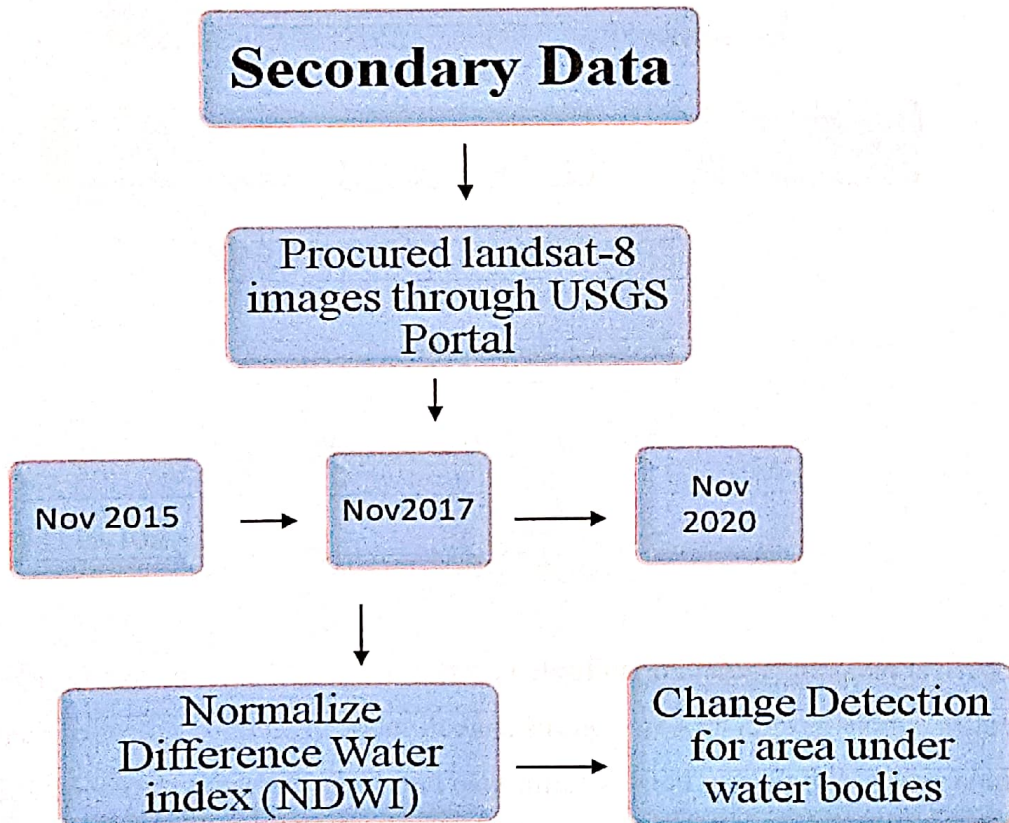 Secondary Data
Procured landsat-8
images through USGS
Portal
Nov 2015
Nov2017
Nov
2020
Normalize
Difference Water
index (NDWI)
Change Detection
for area under
water bodies